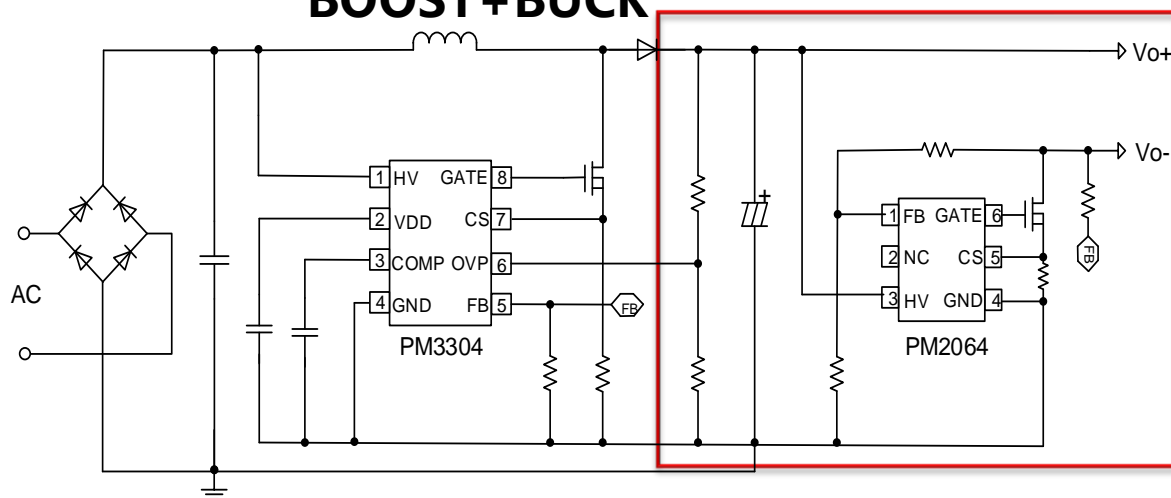 BOOST+BUCK
Vo+
Vo-
AC
1 HV GATE 8
2 VDD CS 7
3 COMP OVP 6
4 GND FB 5
FB
PM3304
1 FB GATE 6
2 NC CS 5
3 HV GND 4
FB
PM2064
+